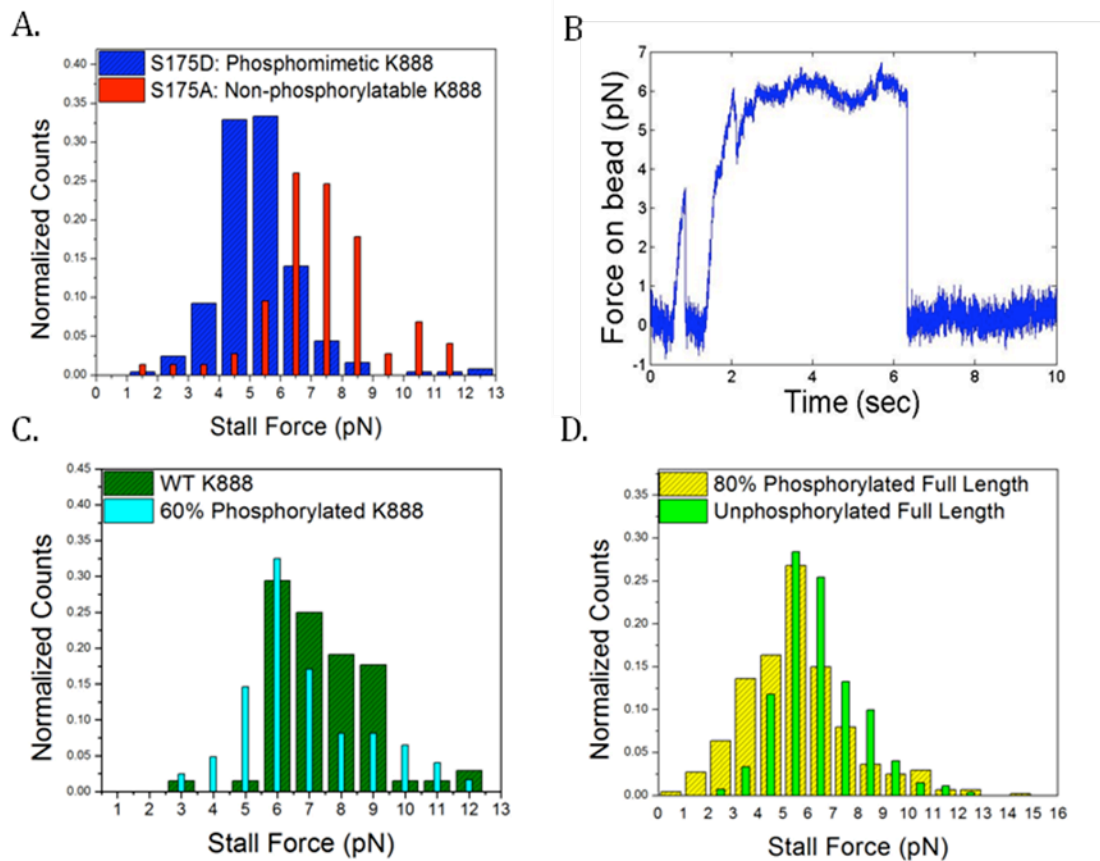 A.
S175D: Phosphomimetic K888
S175A: Non-phosphorylatable K888
0.40
0.35
0.30
0.25
0.20
0.15
0.10
0.05
0.00
Normalized Counts
0 1 2 3 4 5 6 7 8 9 10 11 12 13
Stall Force (pN)
B
7
6
5
4
3
2
1
0
-1
Force on bead (pN)
0 2 4 6 8 10
Time (sec)
C.
WT K888
60% Phosphorylated K888
0.45
0.40
0.35
0.30
0.25
0.20
0.15
0.10
0.05
0.00
Normalized Counts
1 2 3 4 5 6 7 8 9 10 11 12 13
Stall Force (pN)
D.
80% Phosphorylated Full Length
Unphosphorylated Full Length
0.35
0.30
0.25
0.20
0.15
0.10
0.05
0.00
Normalized Counts
0 1 2 3 4 5 6 7 8 9 10 11 12 13 14 15 16
Stall Force (pN)